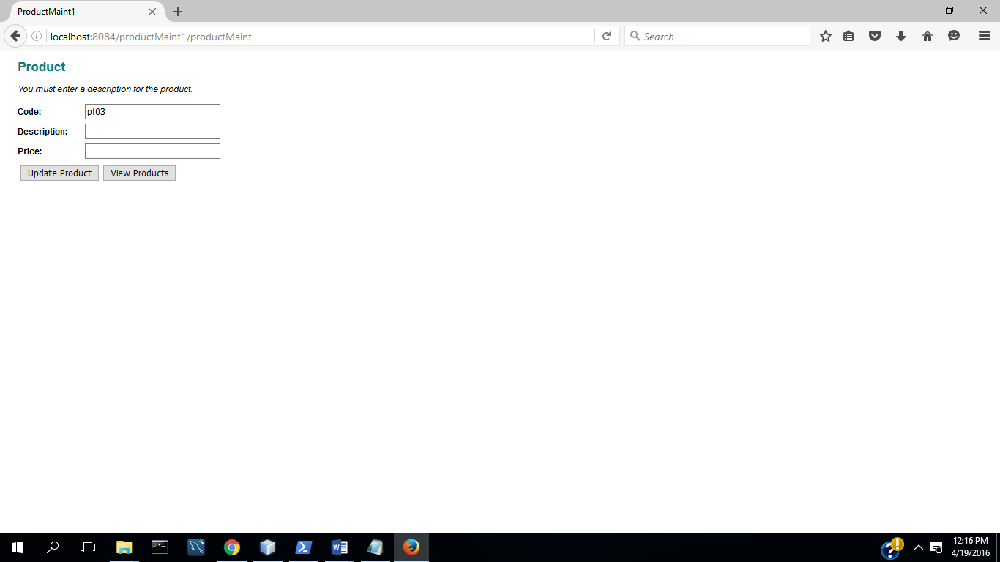 ProductMaint1
localhost:8084/productMaint1/productMaint
Search
Product
You must enter a description for the product.
Code: pf03
Description:
Price:
Update Product View Products
12:16 PM
4/19/2016